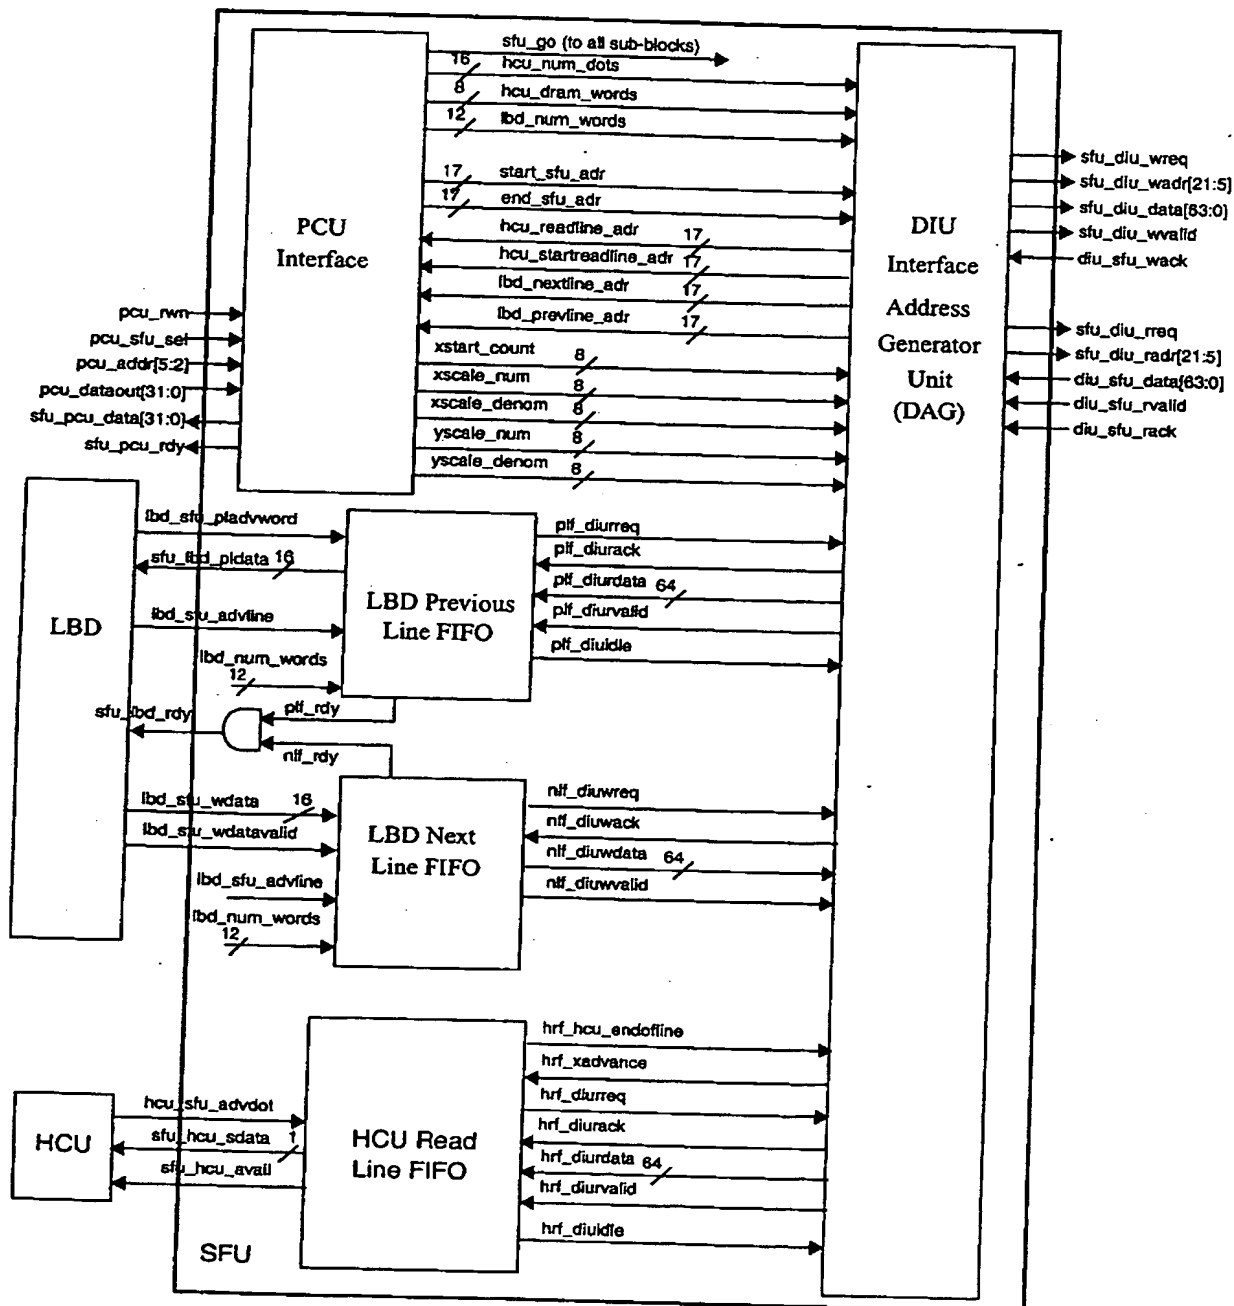 sfu_go (to all sub-blocks)
16 hcu_num_dots
8 hcu_dram_words
12 lbd_num_words
17 start_sfu_adr
17 end_sfu_adr
hcu_readline_adr 17
hcu_startreadline_adr 17
lbd_nextline_adr 17
lbd_prevline_adr 17
xstart_count 8
xscale_num 8
xscale_denom 8
yscale_num 8
yscale_denom 8
PCU
Interface
DIU
Interface
Address
Generator
Unit
(DAG)
sfu_diu_wreq
sfu_diu_wadr[21:5]
sfu_diu_data[63:0]
sfu_diu_wvalid
diu_sfu_wack
sfu_diu_rreq
sfu_diu_radr[21:5]
diu_sfu_data[63:0]
diu_sfu_rvalid
diu_sfu_rack
pcu_rwn
pcu_sfu_sel
pcu_addr[5:2]
pcu_dataout[31:0]
sfu_pcu_data[31:0]
sfu_pcu_rdy
LBD
lbd_sfu_pladvword
sfu_lbd_pldata 16
lbd_sfu_advline
lbd_num_words
12
LBD Previous
Line FIFO
plf_diurreq
plf_diurack
plf_diurdata 64
plf_diurvalid
plf_diuidle
sfu_lbd_rdy
plf_rdy
nlf_rdy
lbd_sfu_wdata 16
lbd_sfu_wdatavalid
lbd_sfu_advline
lbd_num_words
12
LBD Next
Line FIFO
nlf_diuwreq
nlf_diuwack
nlf_diuwdata 64
nlf_diuwvalid
HCU
hcu_sfu_advdot
sfu_hcu_sdata 1
sfu_hcu_avail
HCU Read
Line FIFO
hrf_hcu_endofline
hrf_xadvance
hrf_diurreq
hrf_diurack
hrf_diurdata 64
hrf_diurvalid
hrf_diuidle
SFU